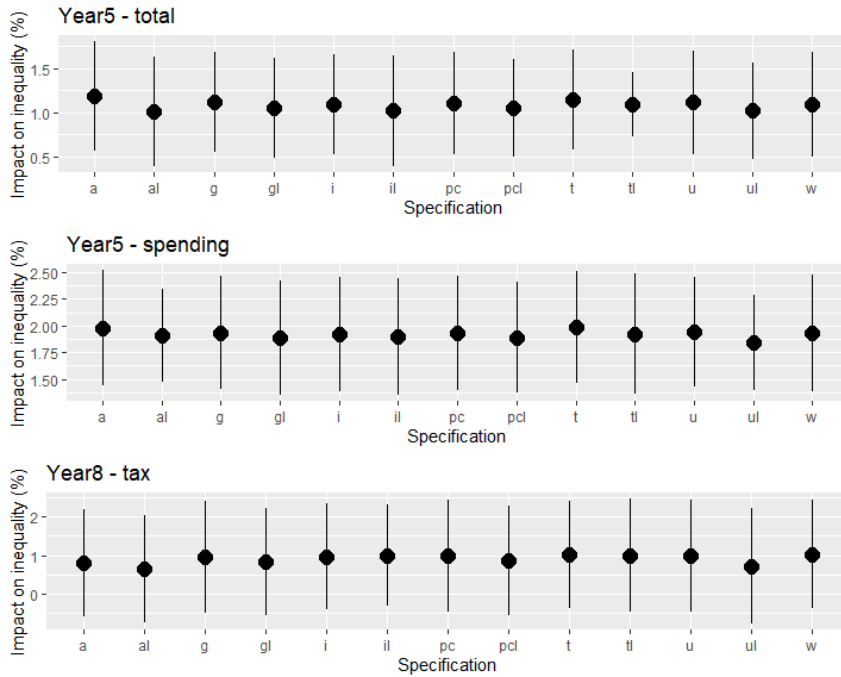 Year5 - total
Impact on inequality (%)
1.5
1.0
0.5
a al g gl i il pc pcl t tl u ul w
Specification
Year5 - spending
Impact on inequality (%)
2.50
2.25
2.00
1.75
1.50
a al g gl i il pc pcl t tl u ul w
Specification
Year8 - tax
Impact on inequality (%)
2
1
0
a al g gl i il pc pcl t tl u ul w
Specification